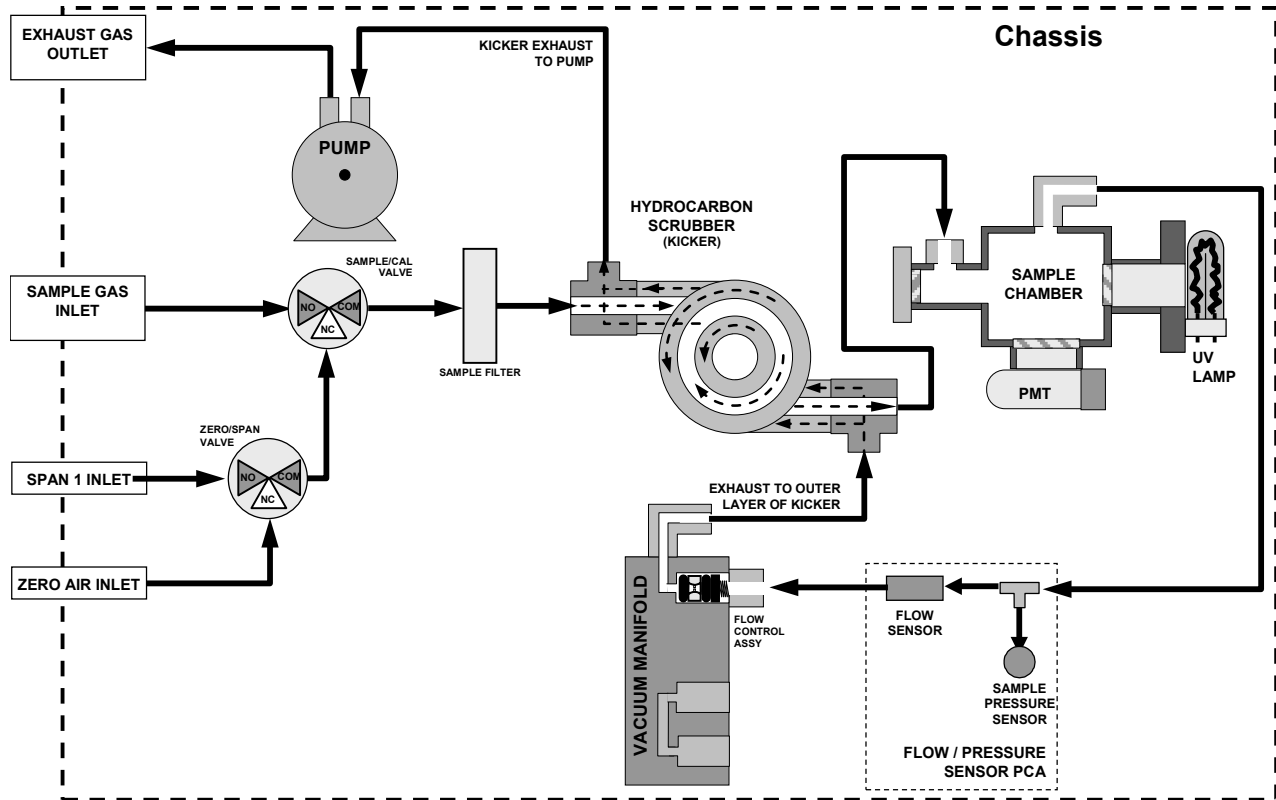 EXHAUST GAS
OUTLET
KICKER EXHAUST
TO PUMP
Chassis
PUMP
HYDROCARBON
SCRUBBER
(KICKER)
SAMPLE/CAL
VALVE
SAMPLE GAS
INLET
NO
COM
NC
SAMPLE FILTER
SAMPLE
CHAMBER
PMT
UV
LAMP
ZERO/SPAN
VALVE
SPAN 1 INLET
NO
COM
NC
ZERO AIR INLET
EXHAUST TO OUTER
LAYER OF KICKER
VACUUM MANIFOLD
FLOW
CONTROL
ASSY
FLOW
SENSOR
SAMPLE
PRESSURE
SENSOR
FLOW / PRESSURE
SENSOR PCA